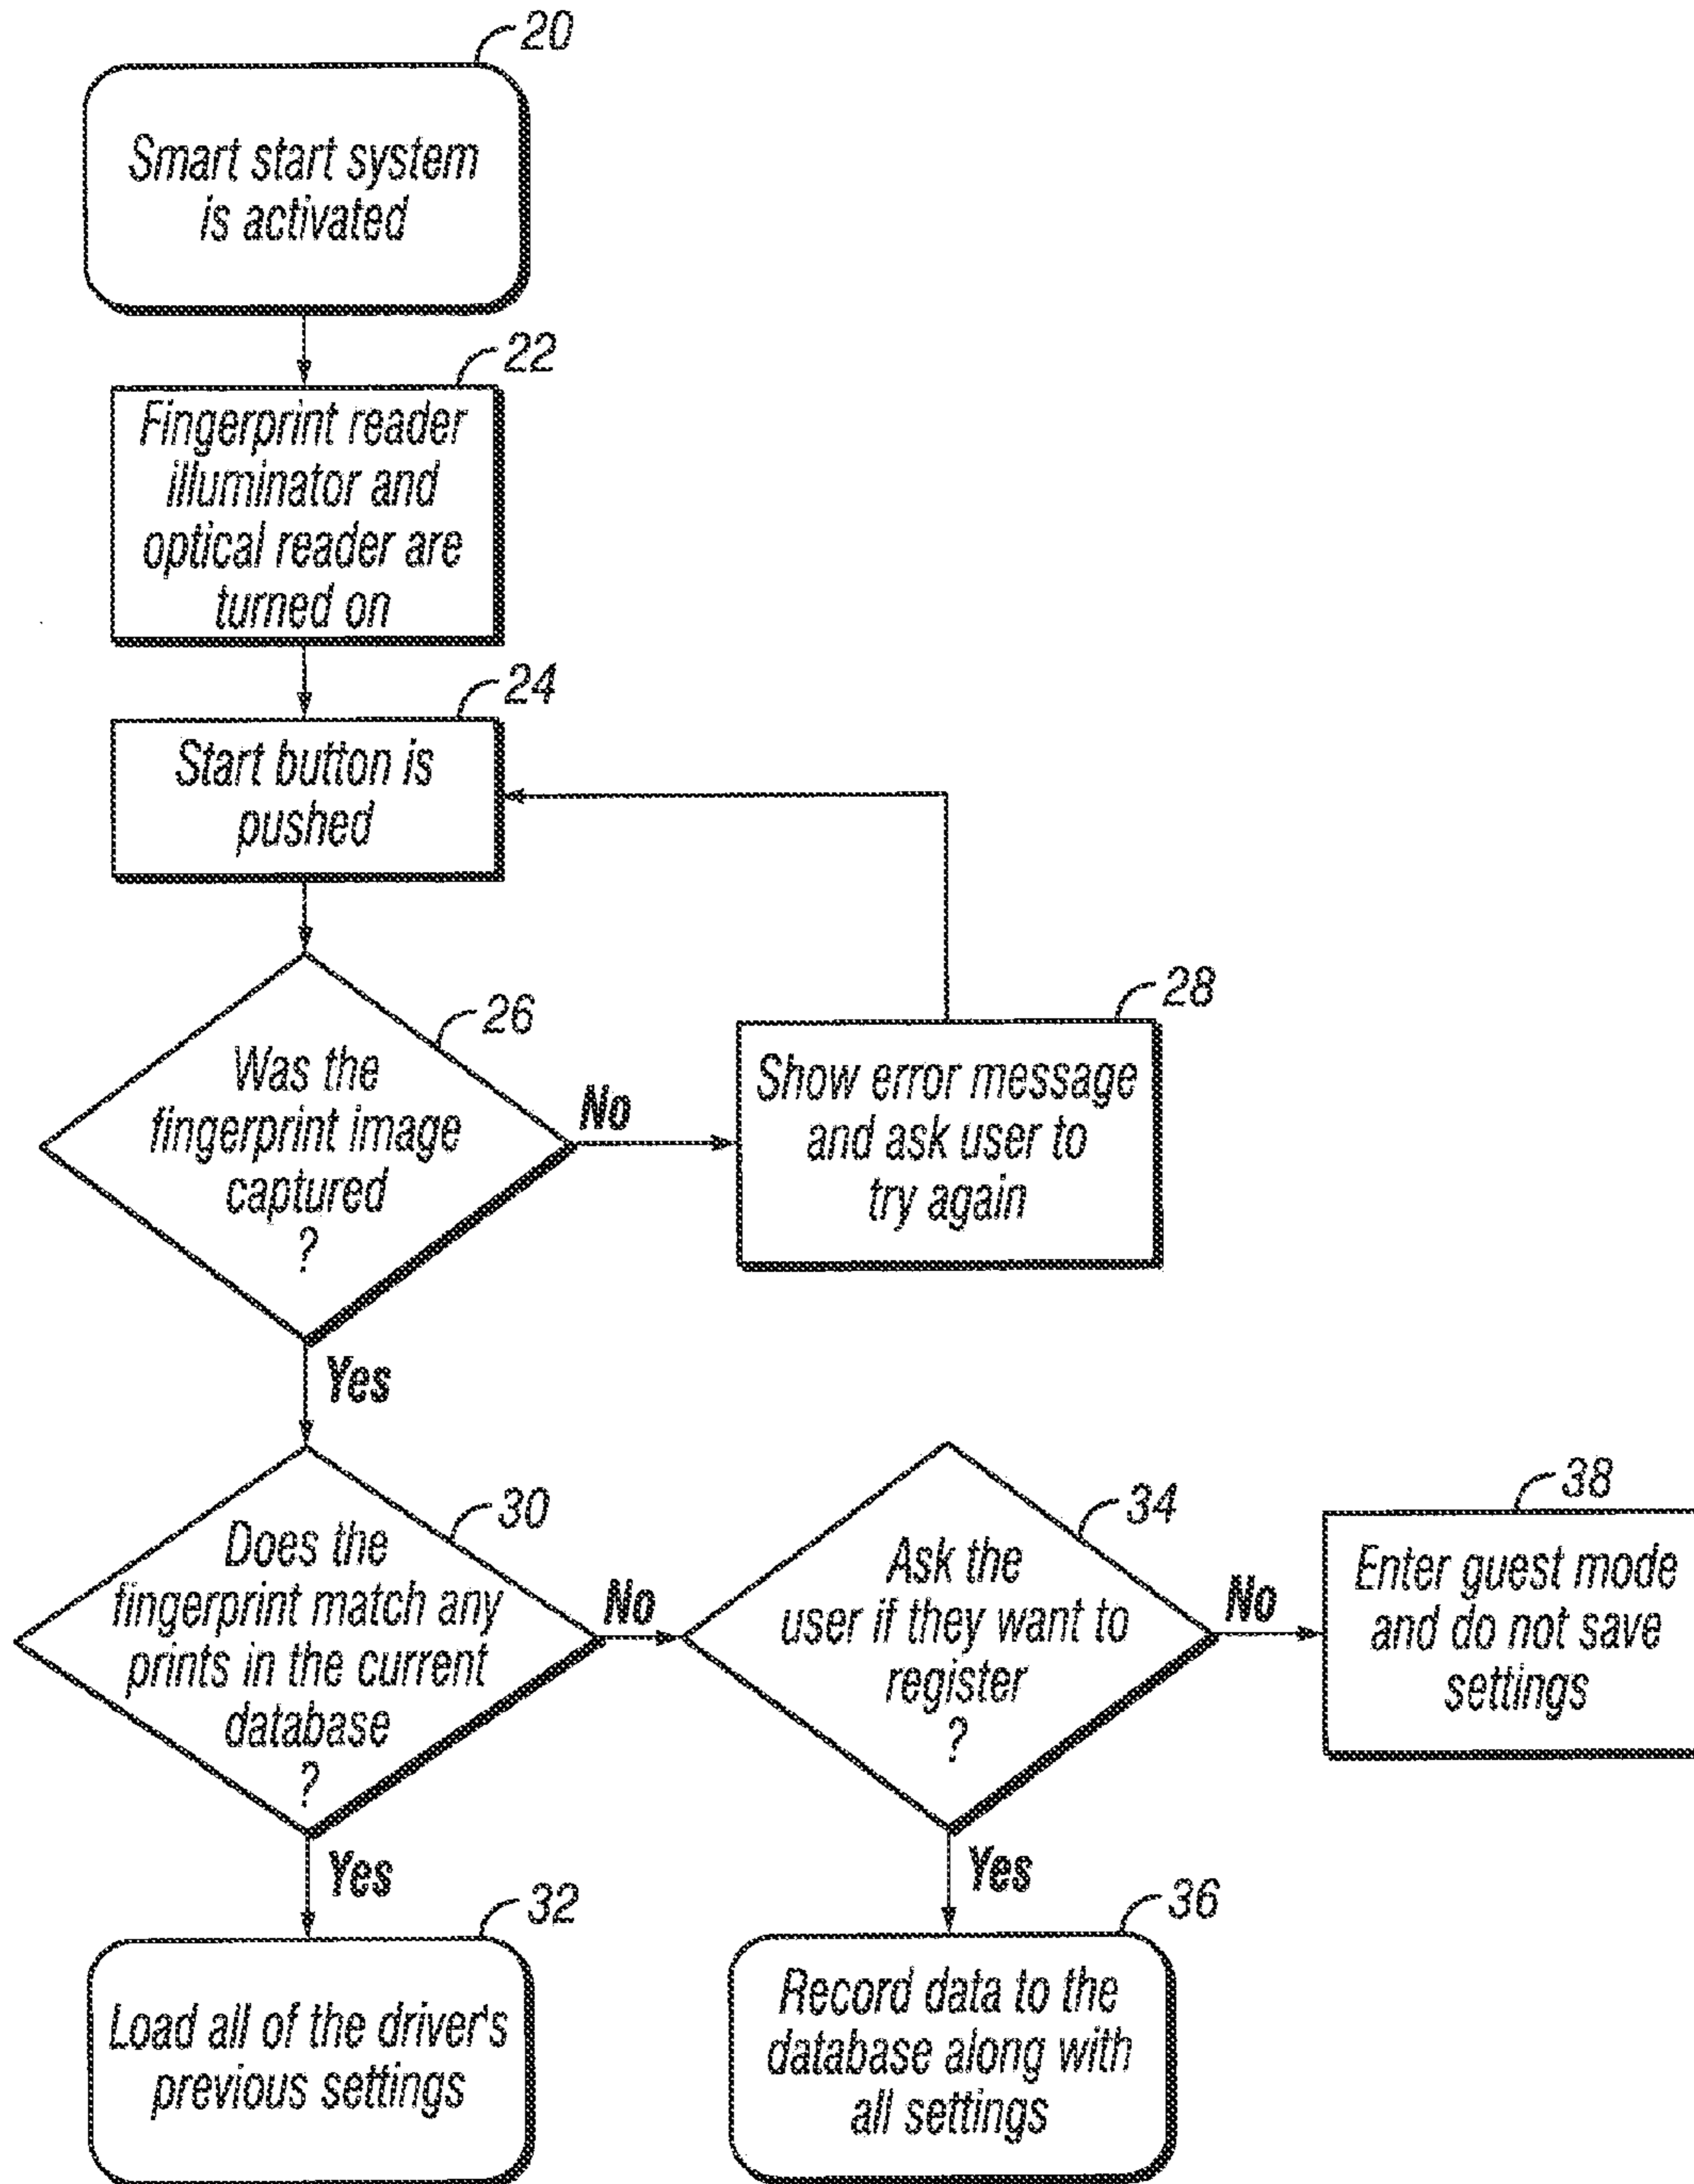 20
Smart start system
is activated
22
Fingerprint reader
illuminator and
optical reader are
turned on
24
Start button is
pushed
26
Was the
fingerprint image
captured
?
No
28
Show error message
and ask user to
try again
Yes
30
Does the
fingerprint match any
prints in the current
database
?
No
34
Ask the
user if they want to
register
?
No
38
Enter guest mode
and do not save
settings
Yes
32
Load all of the driver's
previous settings
Yes
36
Record data to the
database along with
all settings